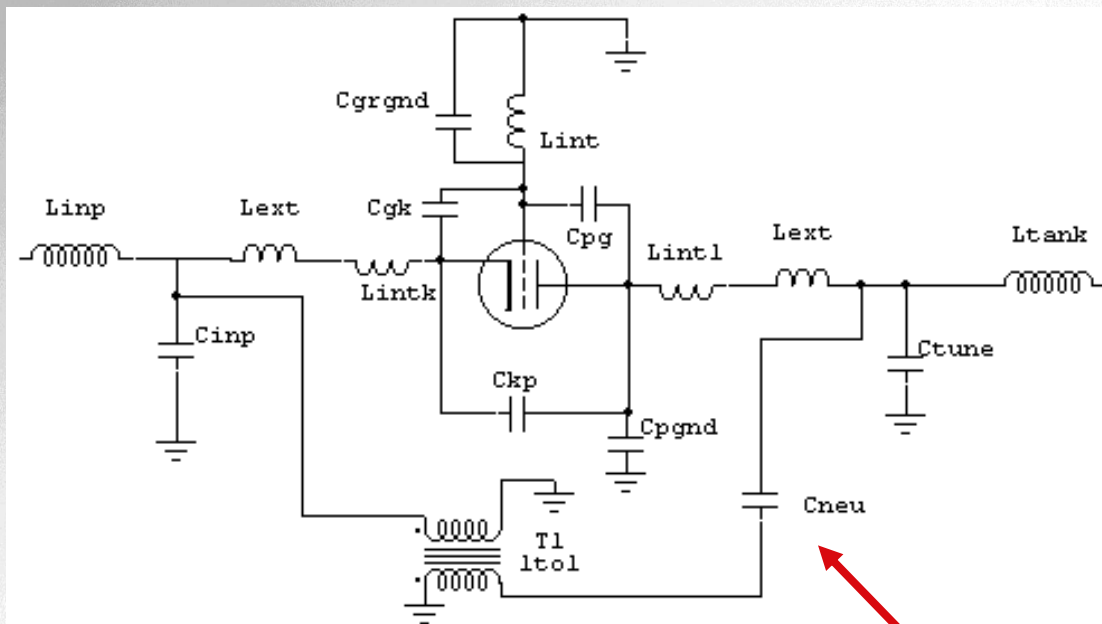 Cgrgnd
Lint
Linp
Lext
Cgk
Cpg
Lintk
Lintl
Lext
Ltank
Cinp
Ctune
Ckp
Cpgnd
Cneu
T1
1to1